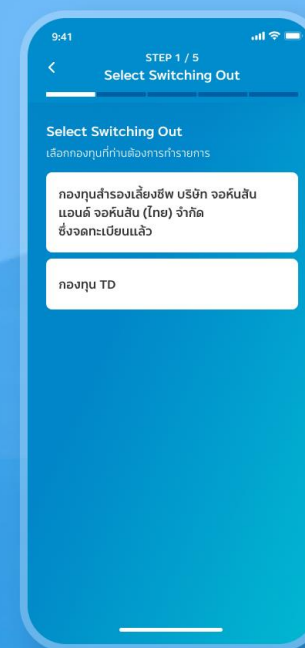 9:41
STEP 1 / 5
Select Switching Out
Select Switching Out
เลือกกองทุนที่ท่านต้องการทำรายการ
กองทุนสำรองเลี้ยงชีพ บริษัท จอห์นสัน
แอนด์ จอห์นสัน (ไทย) จำกัด
ซึ่งจดทะเบียนแล้ว
กองทุน TD